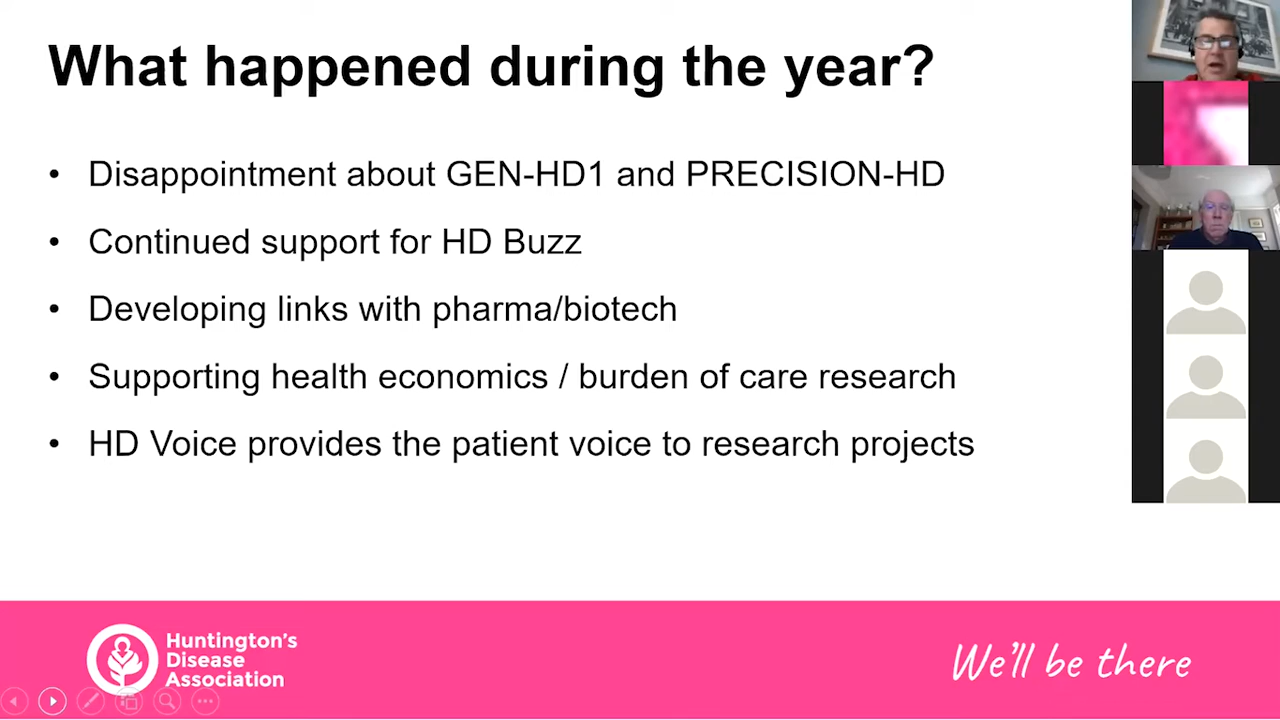 What happened during the year?
• Disappointment about GEN-HD1 and PRECISION-HD
• Continued support for HD Buzz
• Developing links with pharma/biotech
• Supporting health economics / burden of care research
• HD Voice provides the patient voice to research projects
Huntington's
Disease
Association
We'll be there